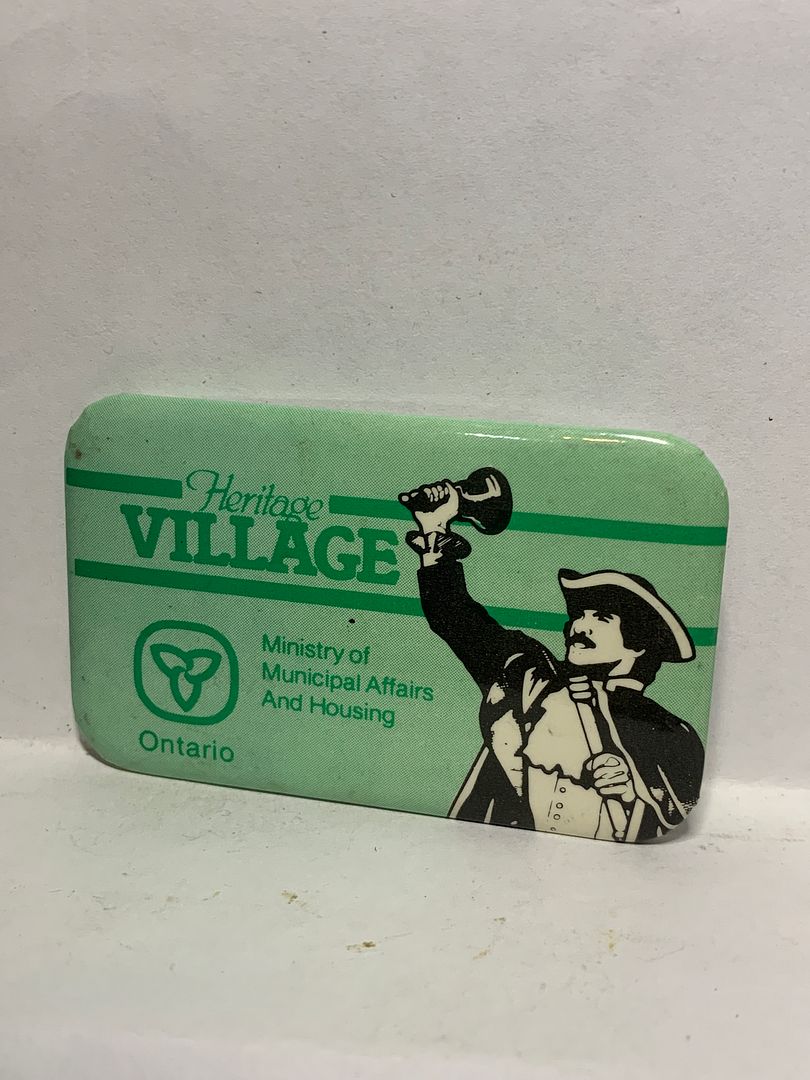 Heritage
VILLAGE
Ministry of
Municipal Affairs
And Housing
Ontario